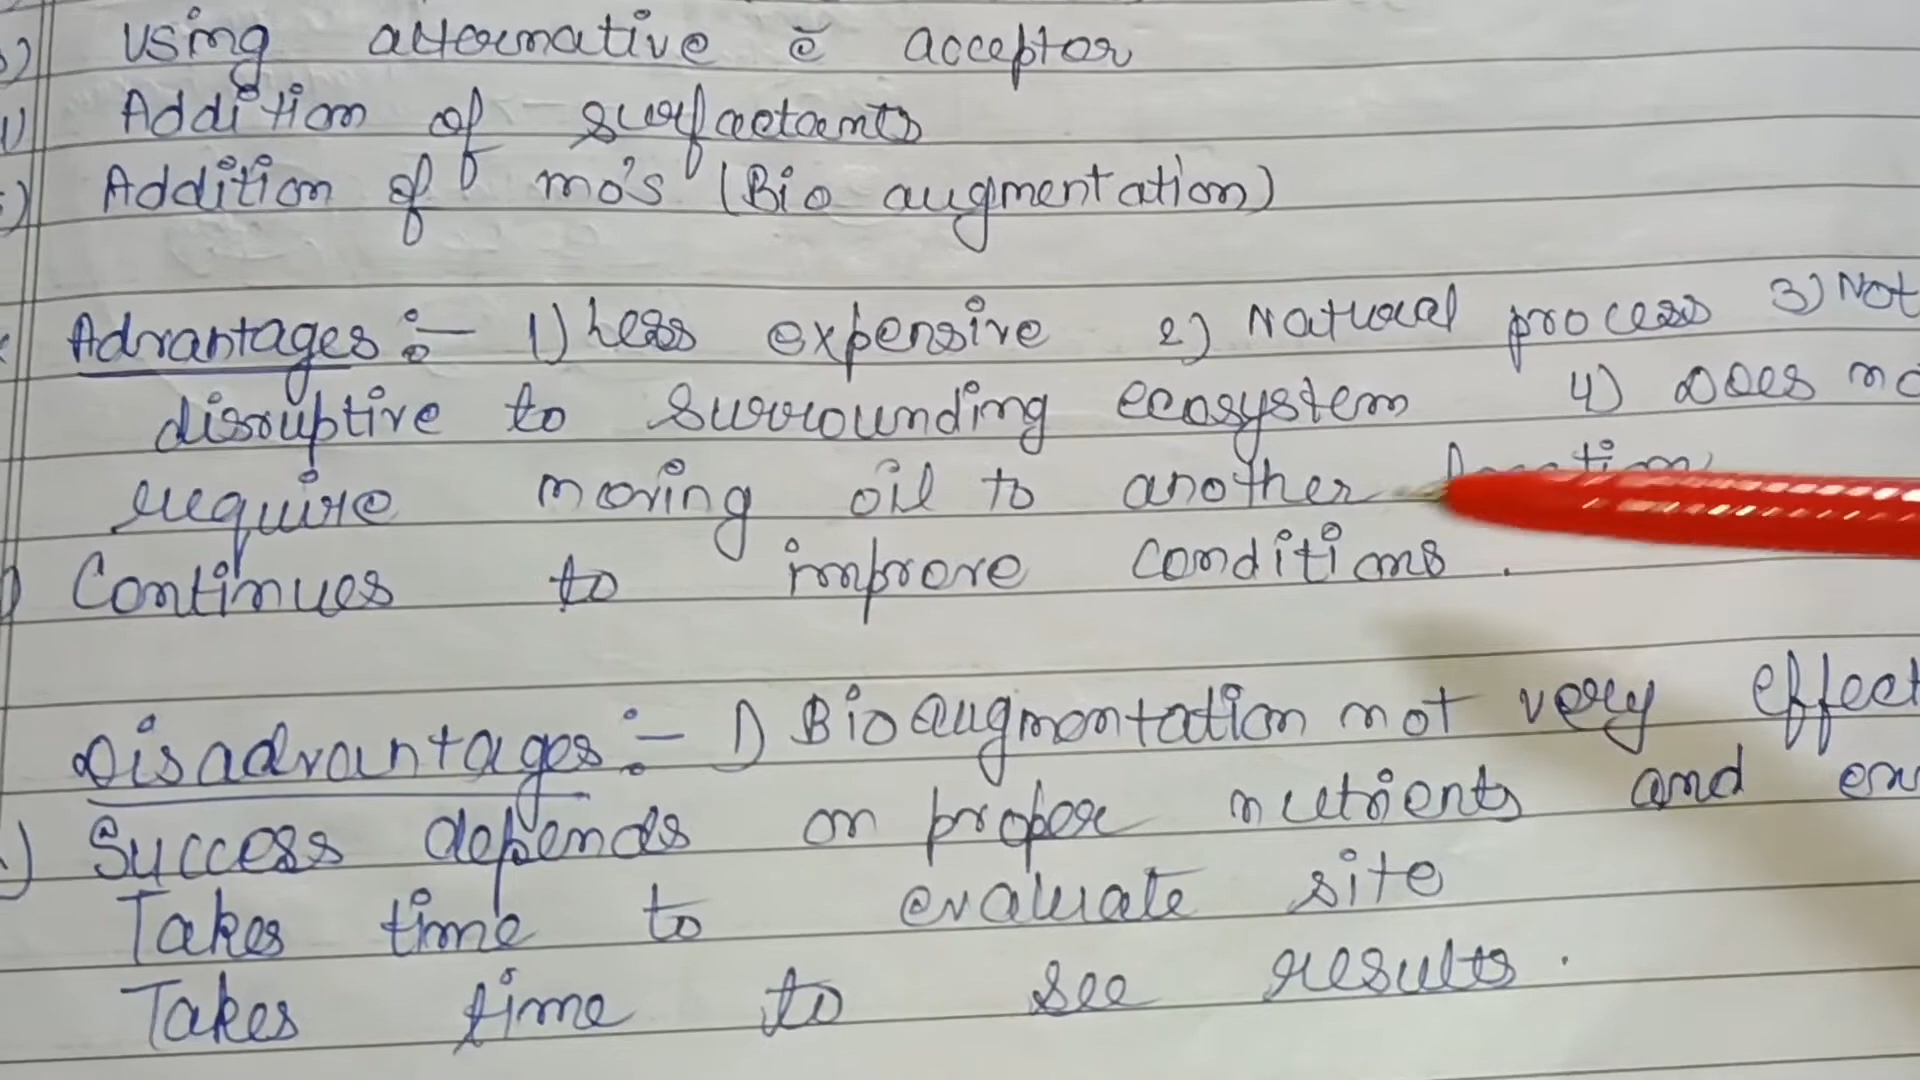 Using alternative ē acceptor
Addition of surfactants
Addition of mo's (Bio augmentation)
Advantages :- 1) Less expensive 2) Natural process 3) Not
disruptive to surrounding ecosystem 4) Does
require moving oil to another
Continues to improve conditions.
Disadvantages :- 1) Bioaugmentation not very
Success depends on proper nutrients and
Takes time to evaluate site
Takes time to see results.